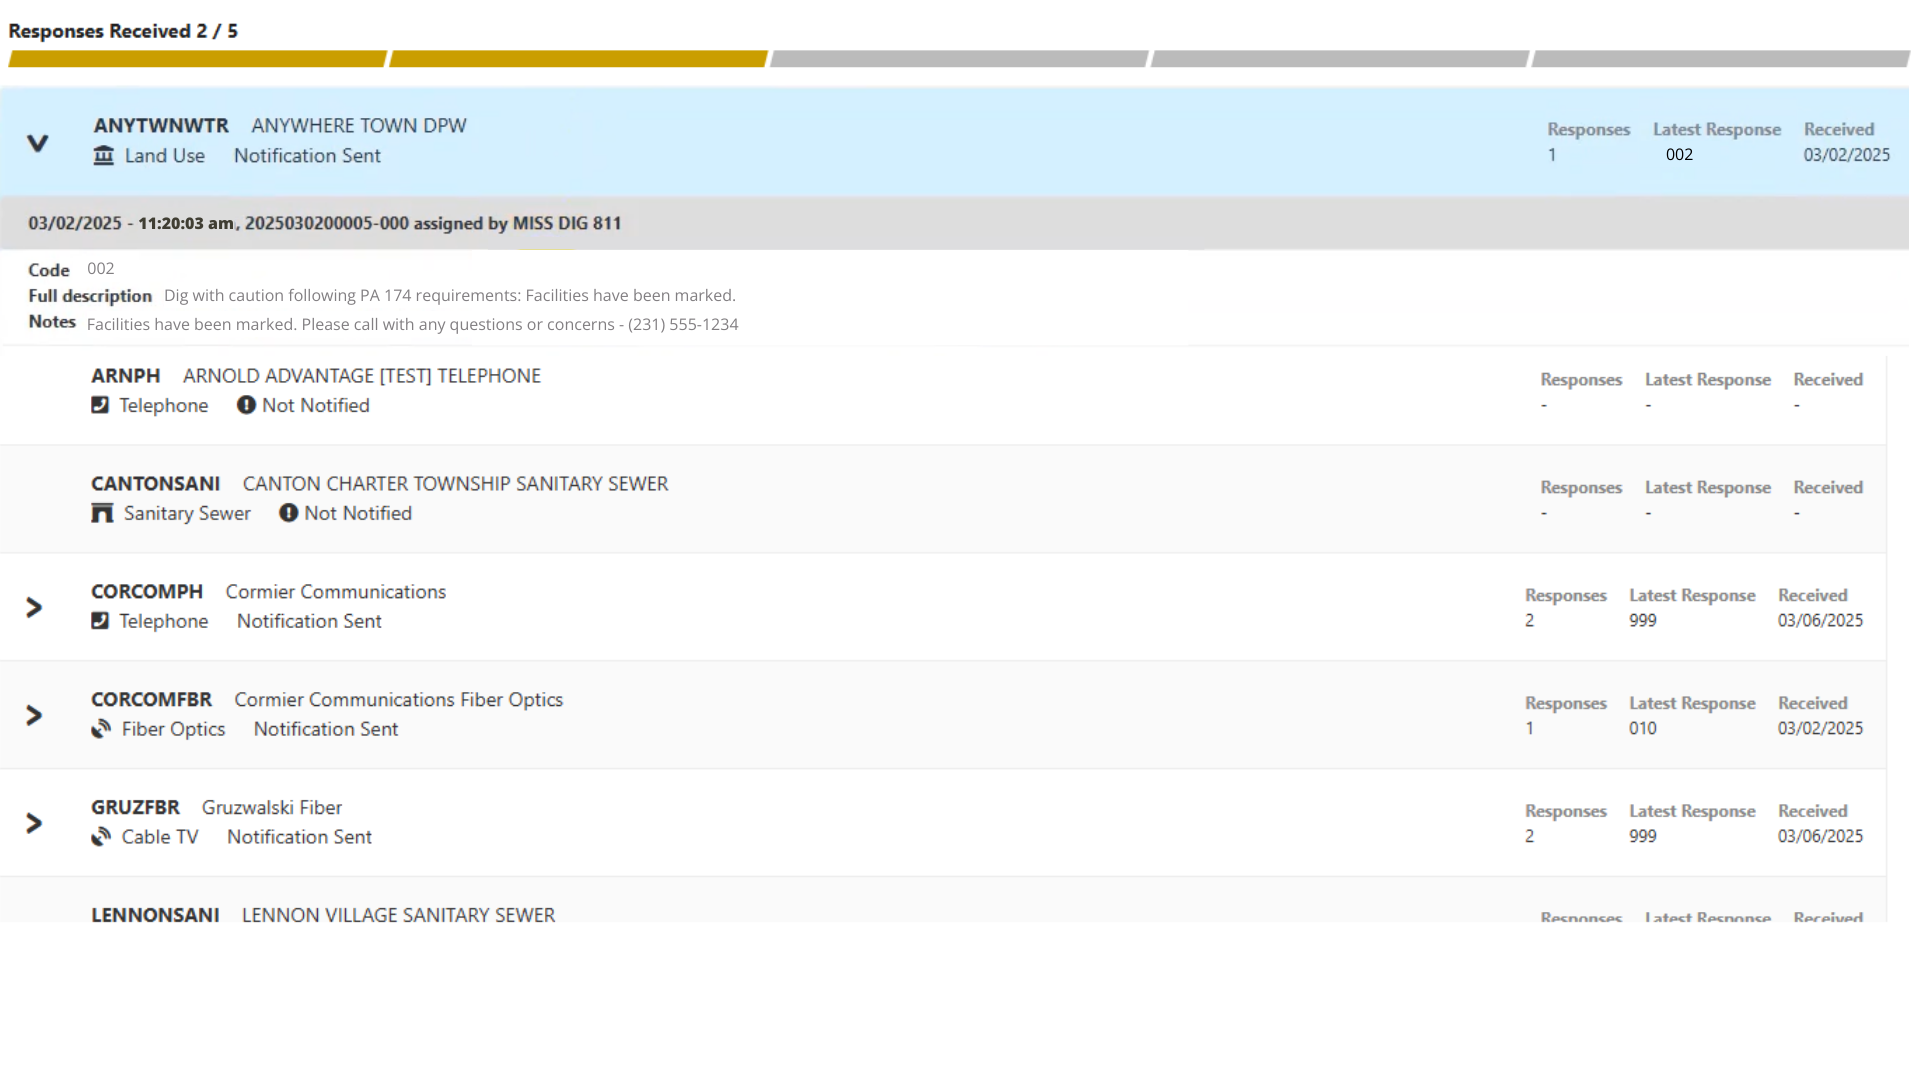 Responses Received 2 / 5
ANYTWNWTR ANYWHERE TOWN DPW
Land Use Notification Sent
Responses Latest Response Received
1 002 03/02/2025
03/02/2025 - 11:20:03 am, 2025030200005-000 assigned by MISS DIG 811
Code 002
Full description Dig with caution following PA 174 requirements: Facilities have been marked.
Notes Facilities have been marked. Please call with any questions or concerns - (231) 555-1234
ARNPH ARNOLD ADVANTAGE [TEST] TELEPHONE
Telephone Not Notified
Responses Latest Response Received
- - -
CANTONSANI CANTON CHARTER TOWNSHIP SANITARY SEWER
Sanitary Sewer Not Notified
Responses Latest Response Received
- - -
CORCOMPH Cormier Communications
Telephone Notification Sent
Responses Latest Response Received
2 999 03/06/2025
CORCOMFBR Cormier Communications Fiber Optics
Fiber Optics Notification Sent
Responses Latest Response Received
1 010 03/02/2025
GRUZFBR Gruzwalski Fiber
Cable TV Notification Sent
Responses Latest Response Received
2 999 03/06/2025
LENNONSANI LENNON VILLAGE SANITARY SEWER
Responses Latest Response Received